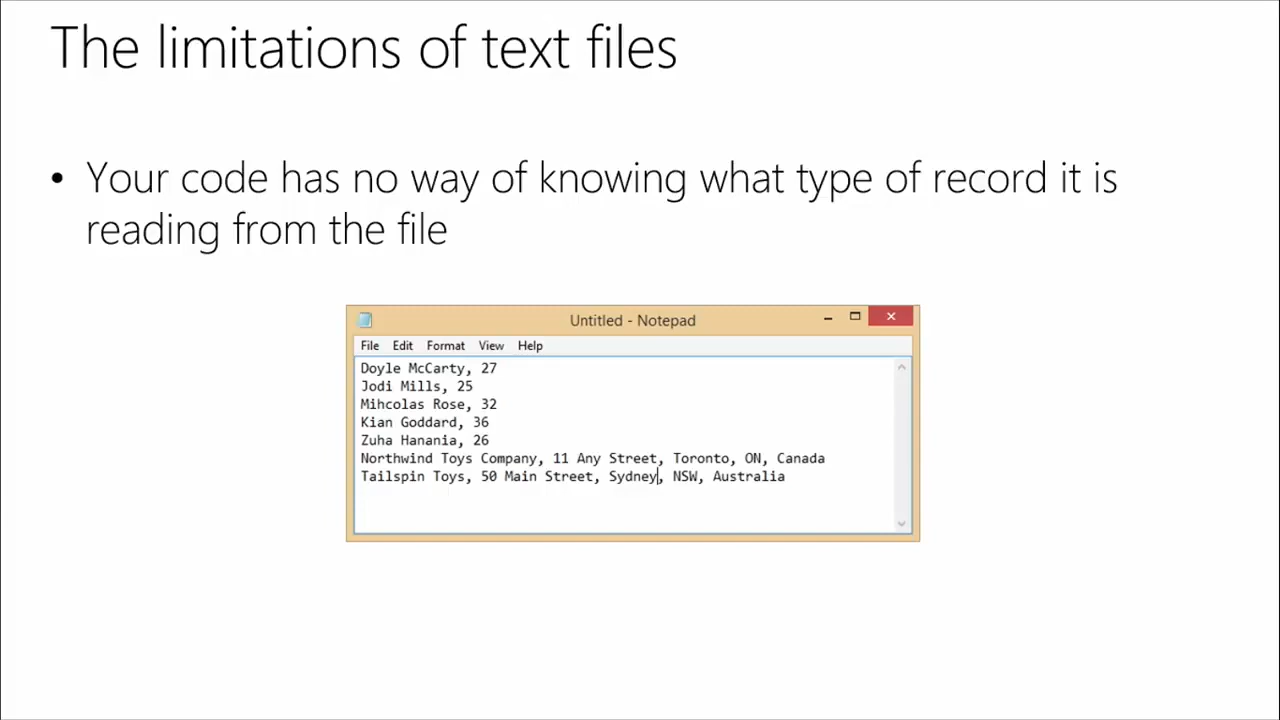 The limitations of text files
• Your code has no way of knowing what type of record it is
reading from the file
Untitled - Notepad
File Edit Format View Help
Doyle McCarty, 27
Jodi Mills, 25
Mihcolas Rose, 32
Kian Goddard, 36
Zuha Hanania, 26
Northwind Toys Company, 11 Any Street, Toronto, ON, Canada
Tailspin Toys, 50 Main Street, Sydney, NSW, Australia